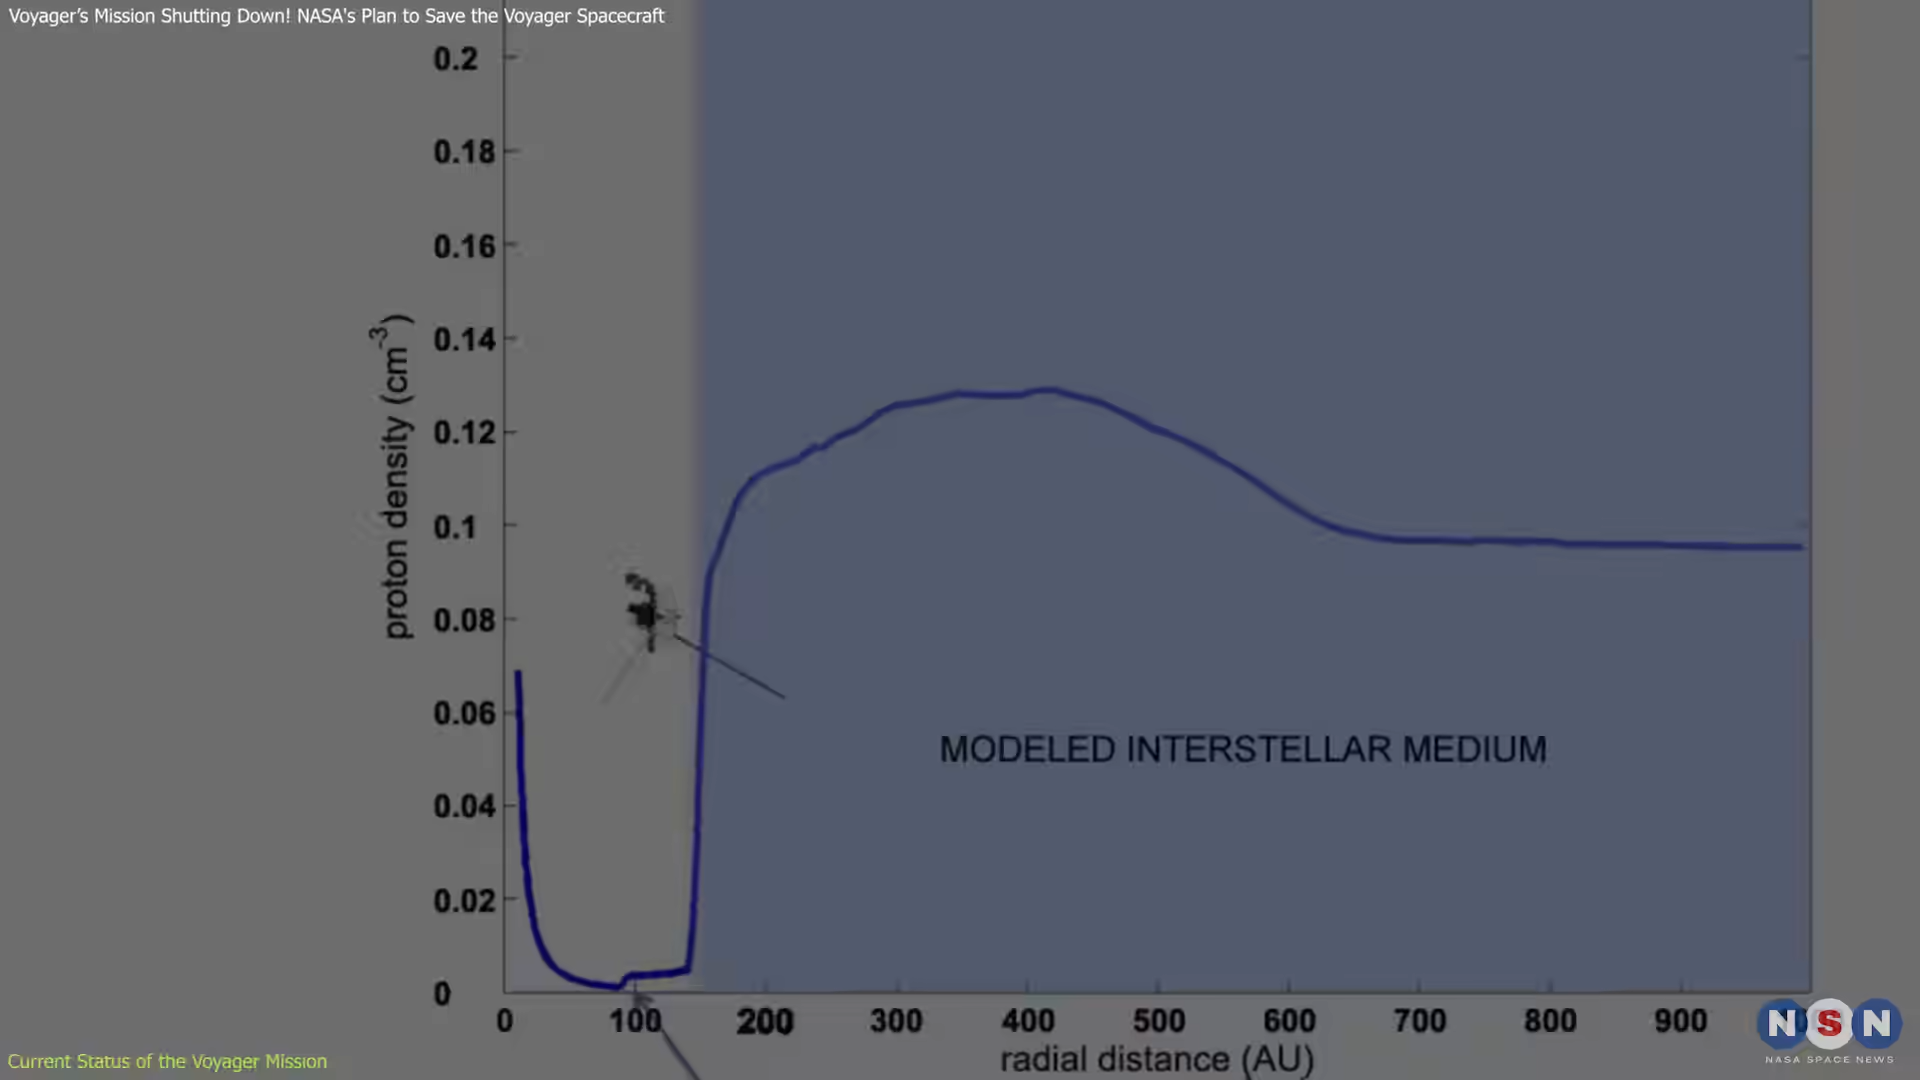 Voyager’s Mission Shutting Down! NASA's Plan to Save the Voyager Spacecraft
0.2
0.18
0.16
0.14
0.12
0.1
0.08
0.06
0.04
0.02
0
proton density (cm-3)
MODELED INTERSTELLAR MEDIUM
0 100 200 300 400 500 600 700 800 900
radial distance (AU)
NSN
NASA SPACE NEWS
Current Status of the Voyager Mission